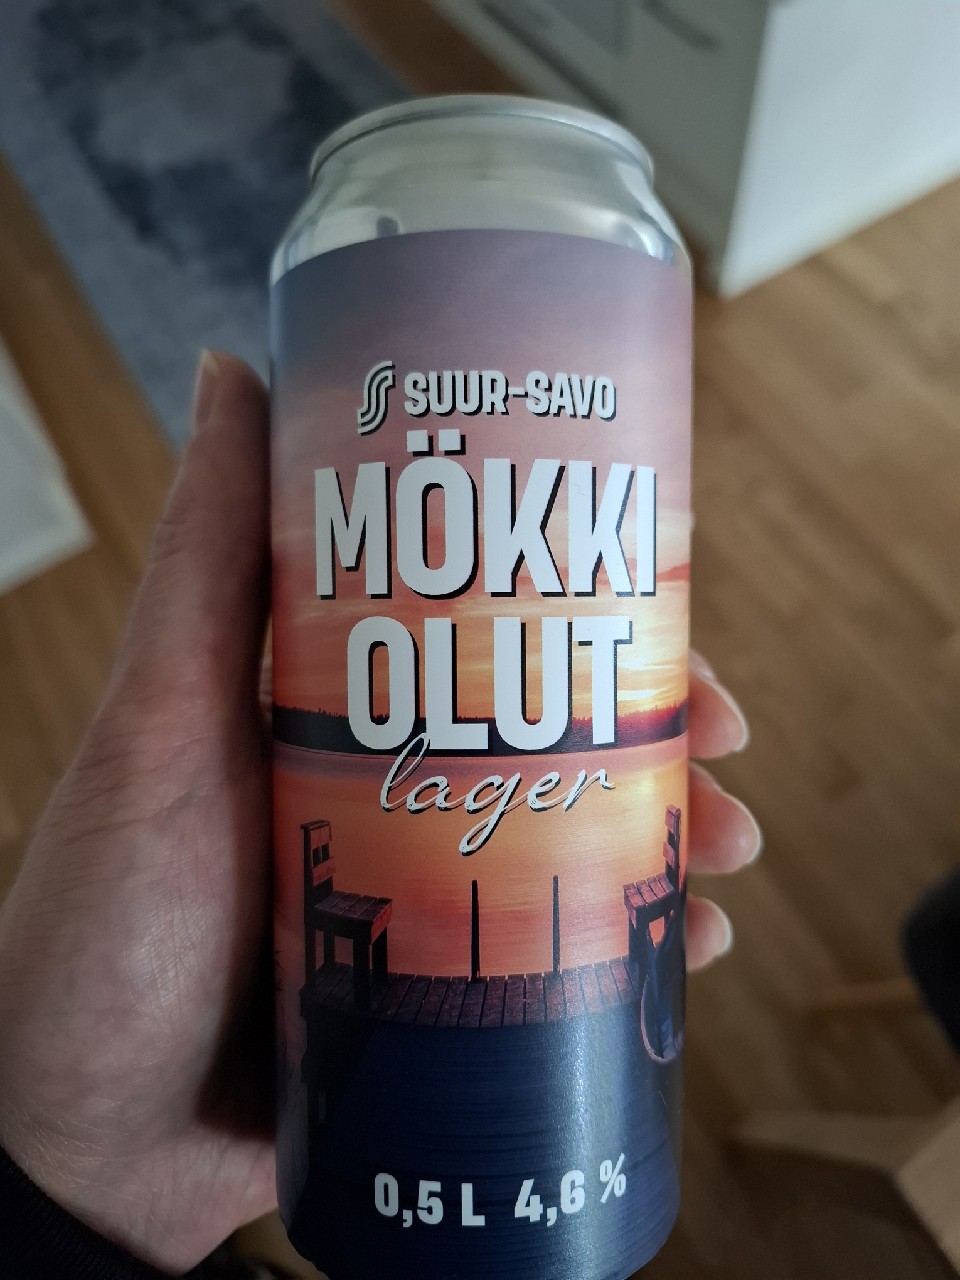 SUUR-SAVO
MÖKKI
OLUT
lager
0,5 L 4,6 %